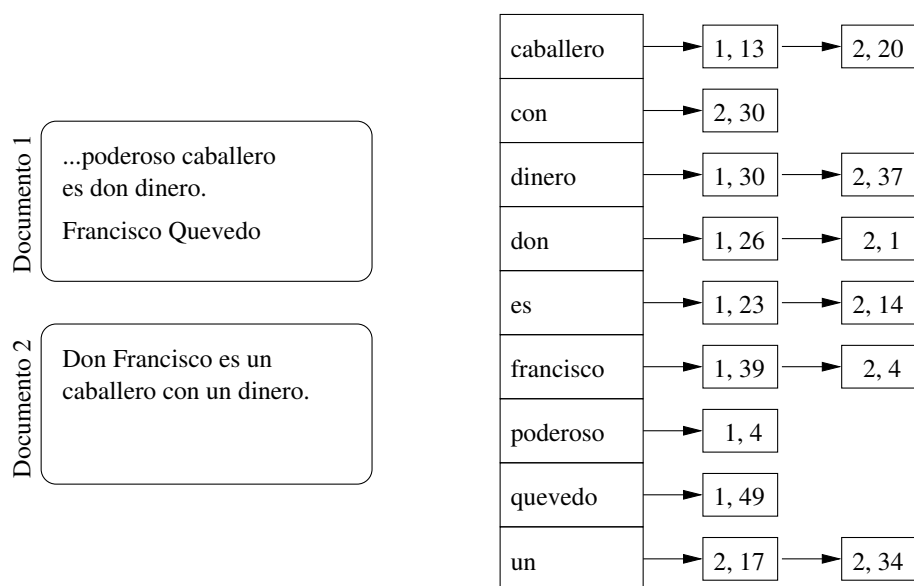 Documento 1
...poderoso caballero
es don dinero.
Francisco Quevedo
Documento 2
Don Francisco es un
caballero con un dinero.
caballero 1, 13 2, 20
con 2, 30
dinero 1, 30 2, 37
don 1, 26 2, 1
es 1, 23 2, 14
francisco 1, 39 2, 4
poderoso 1, 4
quevedo 1, 49
un 2, 17 2, 34